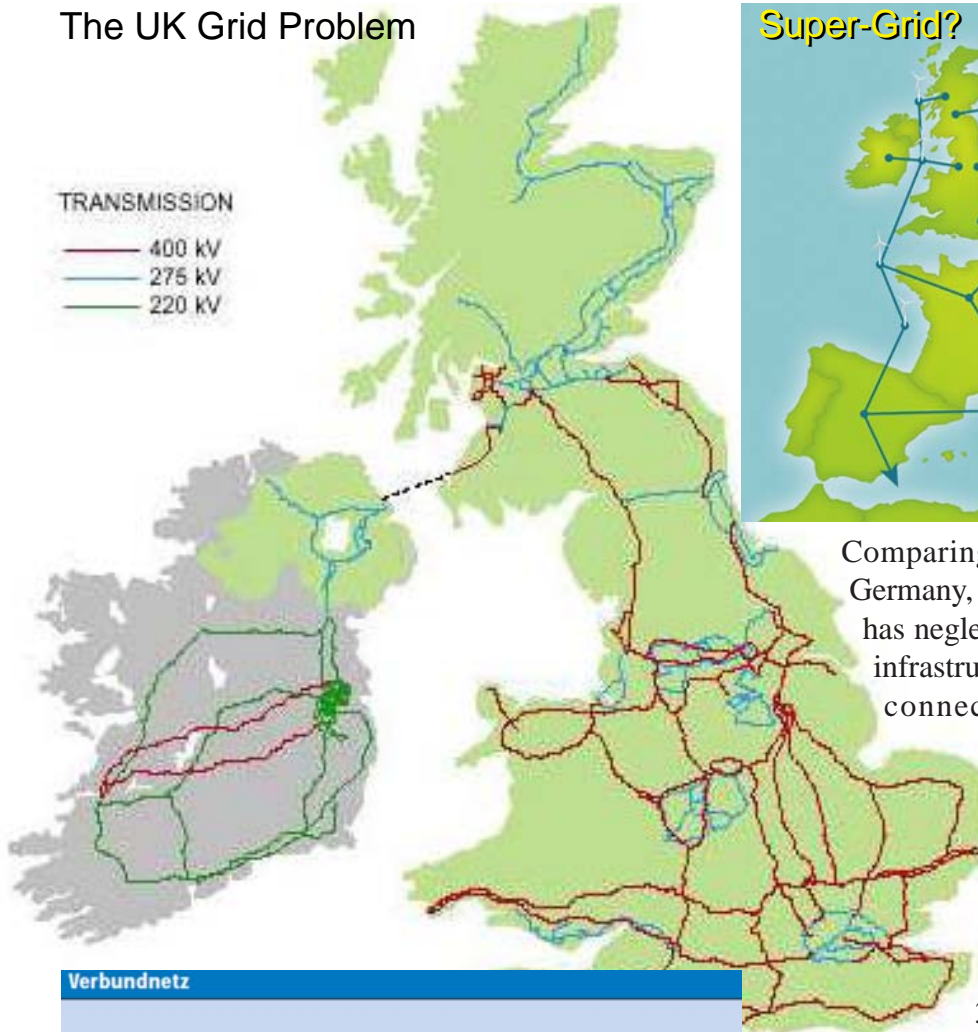 The UK Grid Problem
Super-Grid?
TRANSMISSION
400 kV
275 kV
220 kV
Comparing
Germany,
has negle
infrastru
connec
Verbundnetz